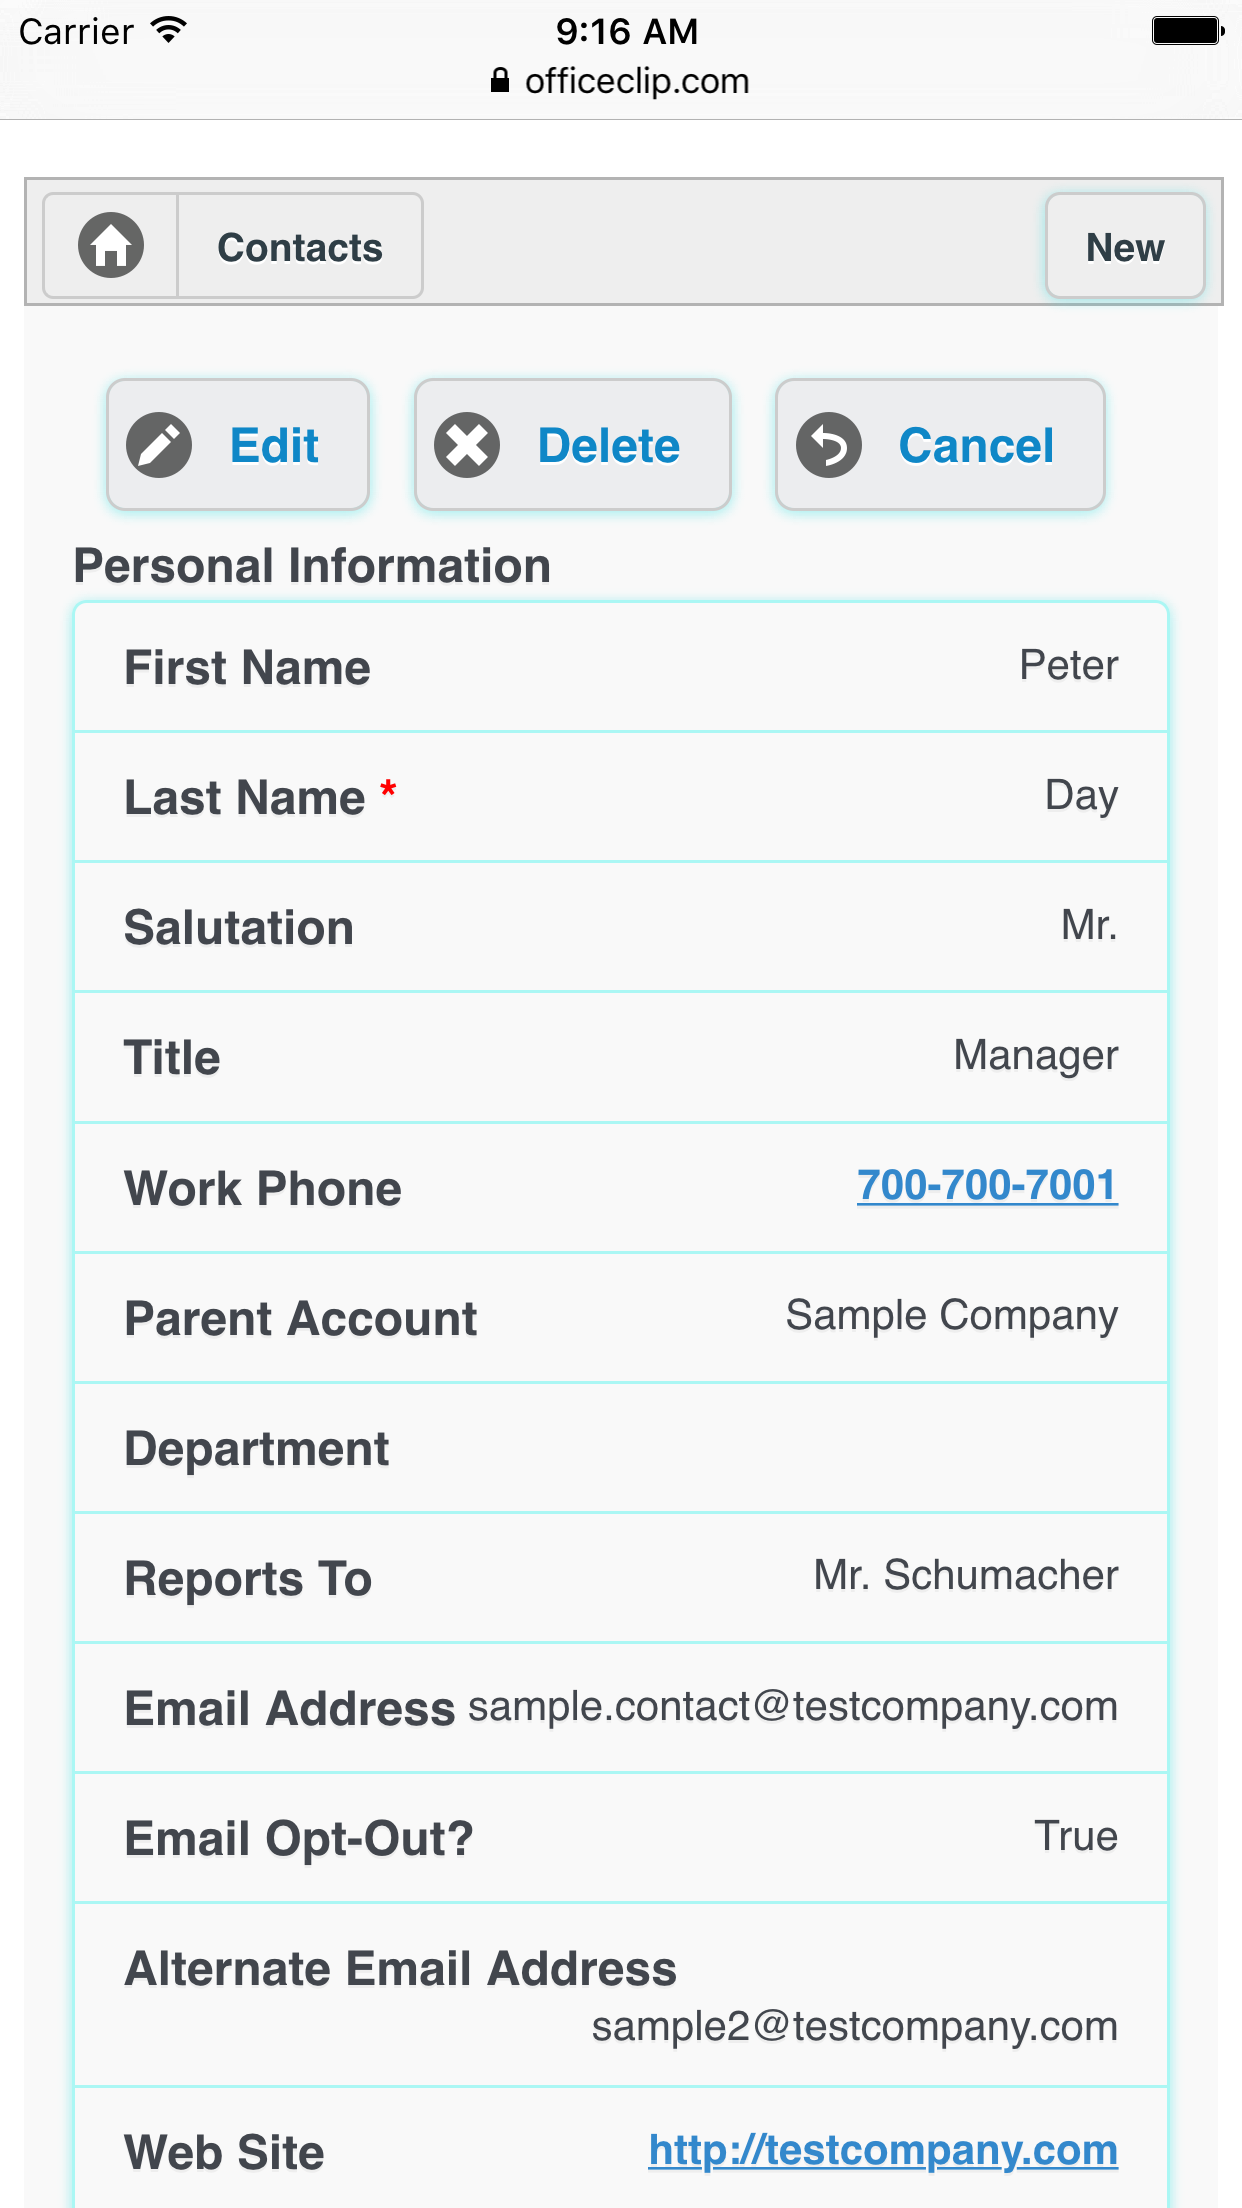 Carrier 9:16 AM
officeclip.com
Contacts New
Edit Delete Cancel
Personal Information
First Name Peter
Last Name * Day
Salutation Mr.
Title Manager
Work Phone 700-700-7001
Parent Account Sample Company
Department
Reports To Mr. Schumacher
Email Address sample.contact@testcompany.com
Email Opt-Out? True
Alternate Email Address
sample2@testcompany.com
Web Site http://testcompany.com